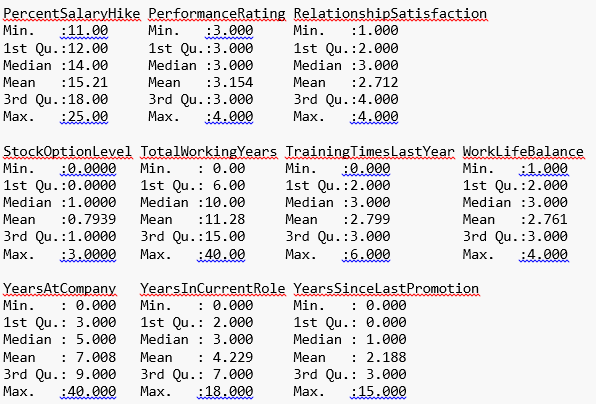 PercentSalaryHike PerformanceRating RelationshipSatisfaction
Min.   :11.00     Min.   :3.000     Min.   :1.000
1st Qu.:12.00     1st Qu.:3.000     1st Qu.:2.000
Median :14.00     Median :3.000     Median :3.000
Mean   :15.21     Mean   :3.154     Mean   :2.712
3rd Qu.:18.00     3rd Qu.:3.000     3rd Qu.:4.000
Max.   :25.00     Max.   :4.000     Max.   :4.000
StockOptionLevel TotalWorkingYears TrainingTimesLastYear WorkLifeBalance
Min.   :0.0000   Min.   : 0.00     Min.   :0.000         Min.   :1.000
1st Qu.:0.0000   1st Qu.: 6.00     1st Qu.:2.000         1st Qu.:2.000
Median :1.0000   Median :10.00     Median :3.000         Median :3.000
Mean   :0.7939   Mean   :11.28     Mean   :2.799         Mean   :2.761
3rd Qu.:1.0000   3rd Qu.:15.00     3rd Qu.:3.000         3rd Qu.:3.000
Max.   :3.0000   Max.   :40.00     Max.   :6.000         Max.   :4.000
YearsAtCompany   YearsInCurrentRole YearsSinceLastPromotion
Min.   : 0.000   Min.   : 0.000     Min.   : 0.000
1st Qu.: 3.000   1st Qu.: 2.000     1st Qu.: 0.000
Median : 5.000   Median : 3.000     Median : 1.000
Mean   : 7.008   Mean   : 4.229     Mean   : 2.188
3rd Qu.: 9.000   3rd Qu.: 7.000     3rd Qu.: 3.000
Max.   :40.000   Max.   :18.000     Max.   :15.000